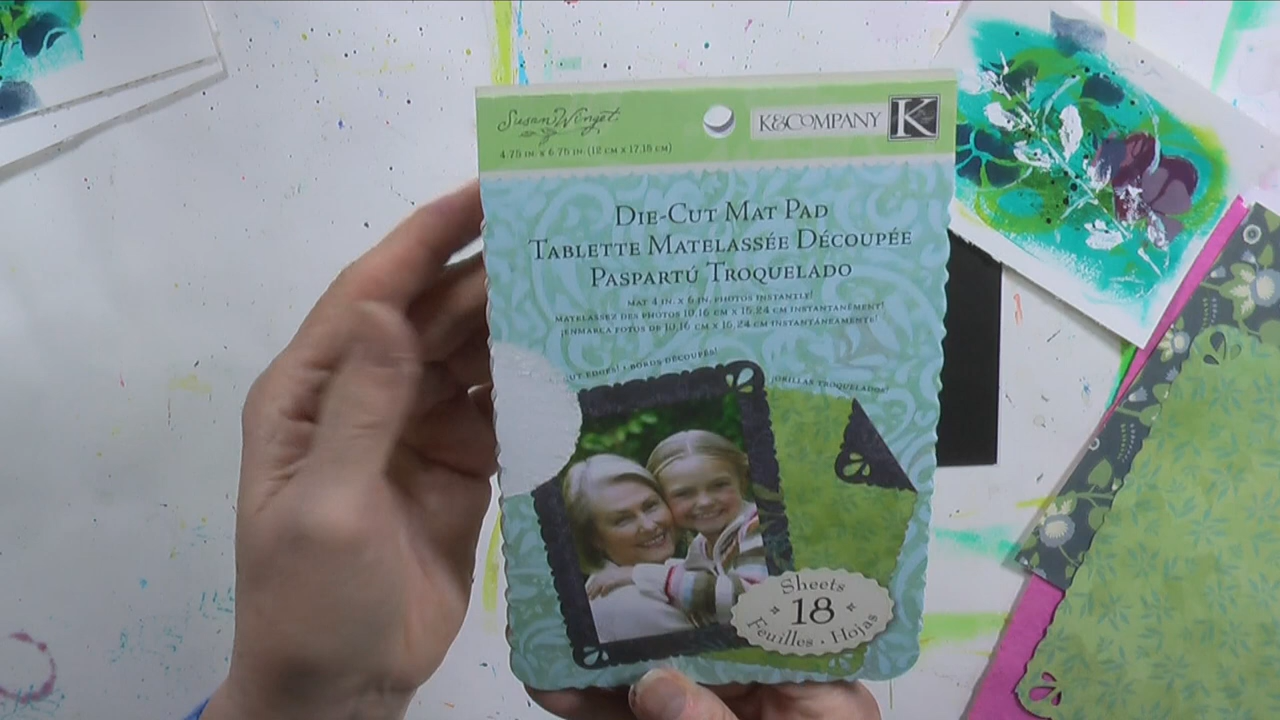 Susan Winget
K&COMPANY K
4.75 IN. X 6.75 IN. (12 CM X 17.15 CM)
DIE-CUT MAT PAD
TABLETTE MATELASSÉE DÉCOUPÉE
PASPARTÚ TROQUELADO
MAT 4 IN. X 6 IN. PHOTOS INSTANTLY!
MATELASSEZ DES PHOTOS 10,16 CM X 15,24 CM INSTANTANÉMENT!
¡ENMARCA FOTOS DE 10,16 CM X 15,24 CM INSTANTÁNEAMENTE!
UT EDGES! • BORDS DÉCOUPÉS!
¡ORILLAS TROQUELADOS!
Sheets
18
Feuilles • Hojas